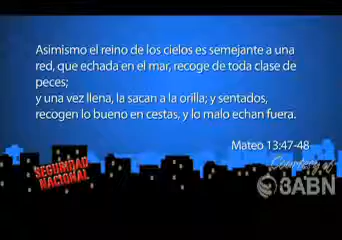 Asimismo el reino de los cielos es semejante a una
red, que echada en el mar, recoge de toda clase de
peces;
y una vez llena, la sacan a la orilla; y sentados,
recogen lo bueno en cestas, y lo malo echan fuera.
Mateo 13:47-48
SEGURIDAD
NACIONAL
Courtesy of
3ABN